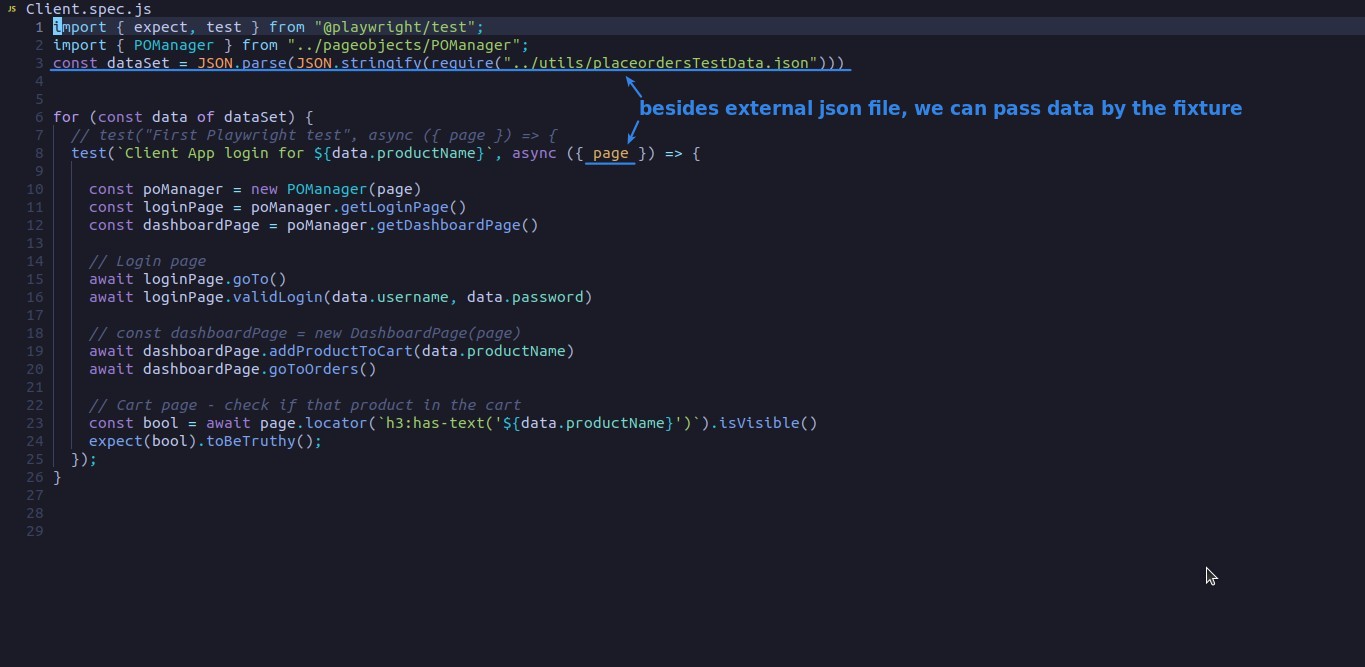 JS Client.spec.js
1 import { expect, test } from "@playwright/test";
2 import { POManager } from "../pageobjects/POManager";
3 const dataSet = JSON.parse(JSON.stringify(require("../utils/placeordersTestData.json")))
4
5
besides external json file, we can pass data by the fixture
6 for (const data of dataSet) {
7   // test("First Playwright test", async ({ page }) => {
8   test(`Client App login for ${data.productName}`, async ({ page }) => {
9
10     const poManager = new POManager(page)
11     const loginPage = poManager.getLoginPage()
12     const dashboardPage = poManager.getDashboardPage()
13
14     // Login page
15     await loginPage.goTo()
16     await loginPage.validLogin(data.username, data.password)
17
18     // const dashboardPage = new DashboardPage(page)
19     await dashboardPage.addProductToCart(data.productName)
20     await dashboardPage.goToOrders()
21
22     // Cart page - check if that product in the cart
23     const bool = await page.locator(`h3:has-text('${data.productName}')`).isVisible()
24     expect(bool).toBeTruthy();
25   });
26 }
27
28
29